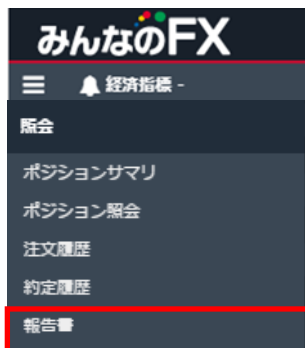 みんなのFX
経済指標 -
照会
ポジションサマリ
ポジション照会
注文履歴
約定履歴
報告書